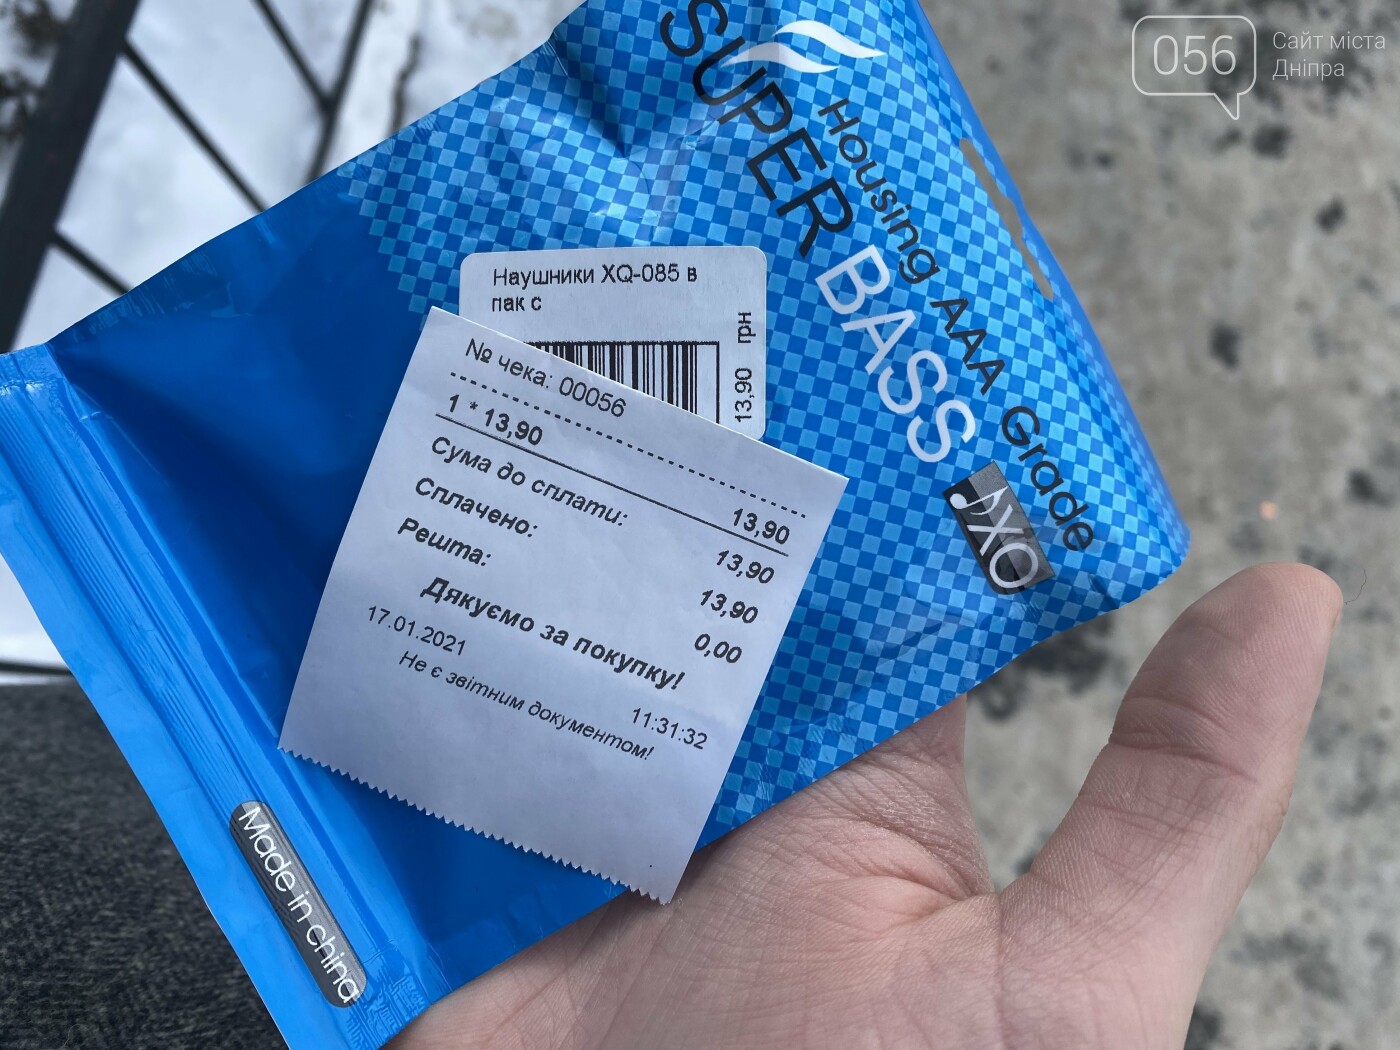 056
Сайт міста
Дніпра
SUPER BASS
Housing AAA Grade
XO
Наушники XQ-085 в
пак с
13,90 грн
№ чека: 00056
1 * 13,90 13,90
Сума до сплати: 13,90
Сплачено: 13,90
Решта: 0,00
Дякуємо за покупку!
17.01.2021 11:31:32
Не є звітним документом!
Made in china